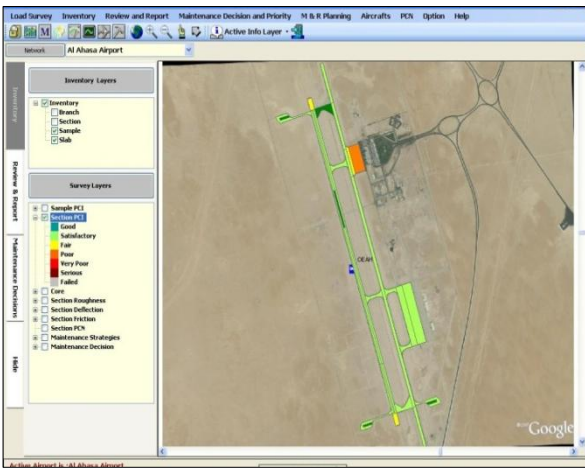 Load Survey Inventory Review and Report Maintenance Decision and Priority M & R Planning Aircrafts PCN Option Help
M Active Info Layer
Network Al Ahasa Airport
Inventory Layers
Inventory
Branch
Section
Sample
Slab
Survey Layers
Sample PCI
Section PCI
Good
Satisfactory
Fair
Poor
Very Poor
Serious
Failed
Core
Section Roughness
Section Deflection
Section Friction
Section PCN
Maintenance Strategies
Maintenance Decision
Inventory
Review & Report
Maintenance Decisions
Hide
OEAH
Google
Active Airport is :Al Ahasa Airport